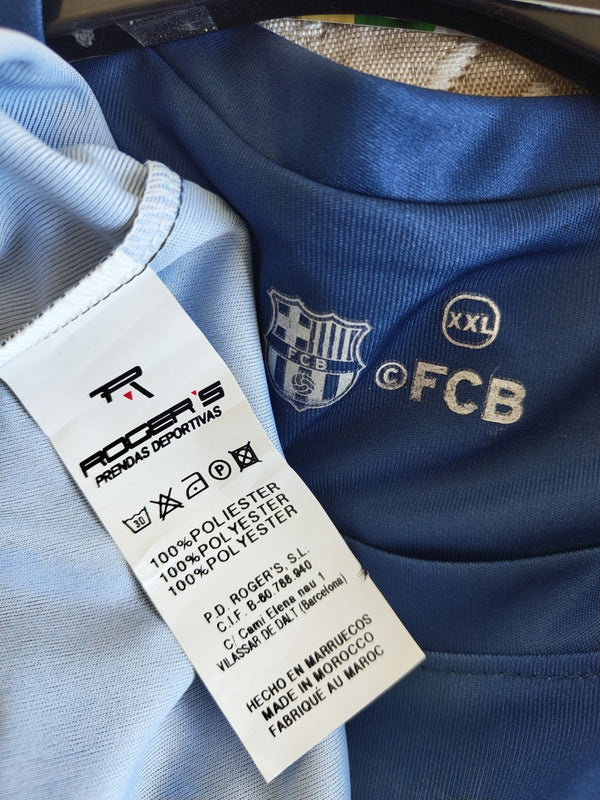 FCB
XXL
©FCB
R
ROGER'S
PRENDAS DEPORTIVAS
30 P
100%POLIESTER
100%POLYESTER
100%POLYESTER
P.D. ROGER'S, S.L.
C.I.F. B-60.788.940
C/ Cami Elena nau 1
VILASSAR DE DALT (Barcelona)
HECHO EN MARRUECOS
MADE IN MOROCCO
FABRIQUÉ AU MAROC